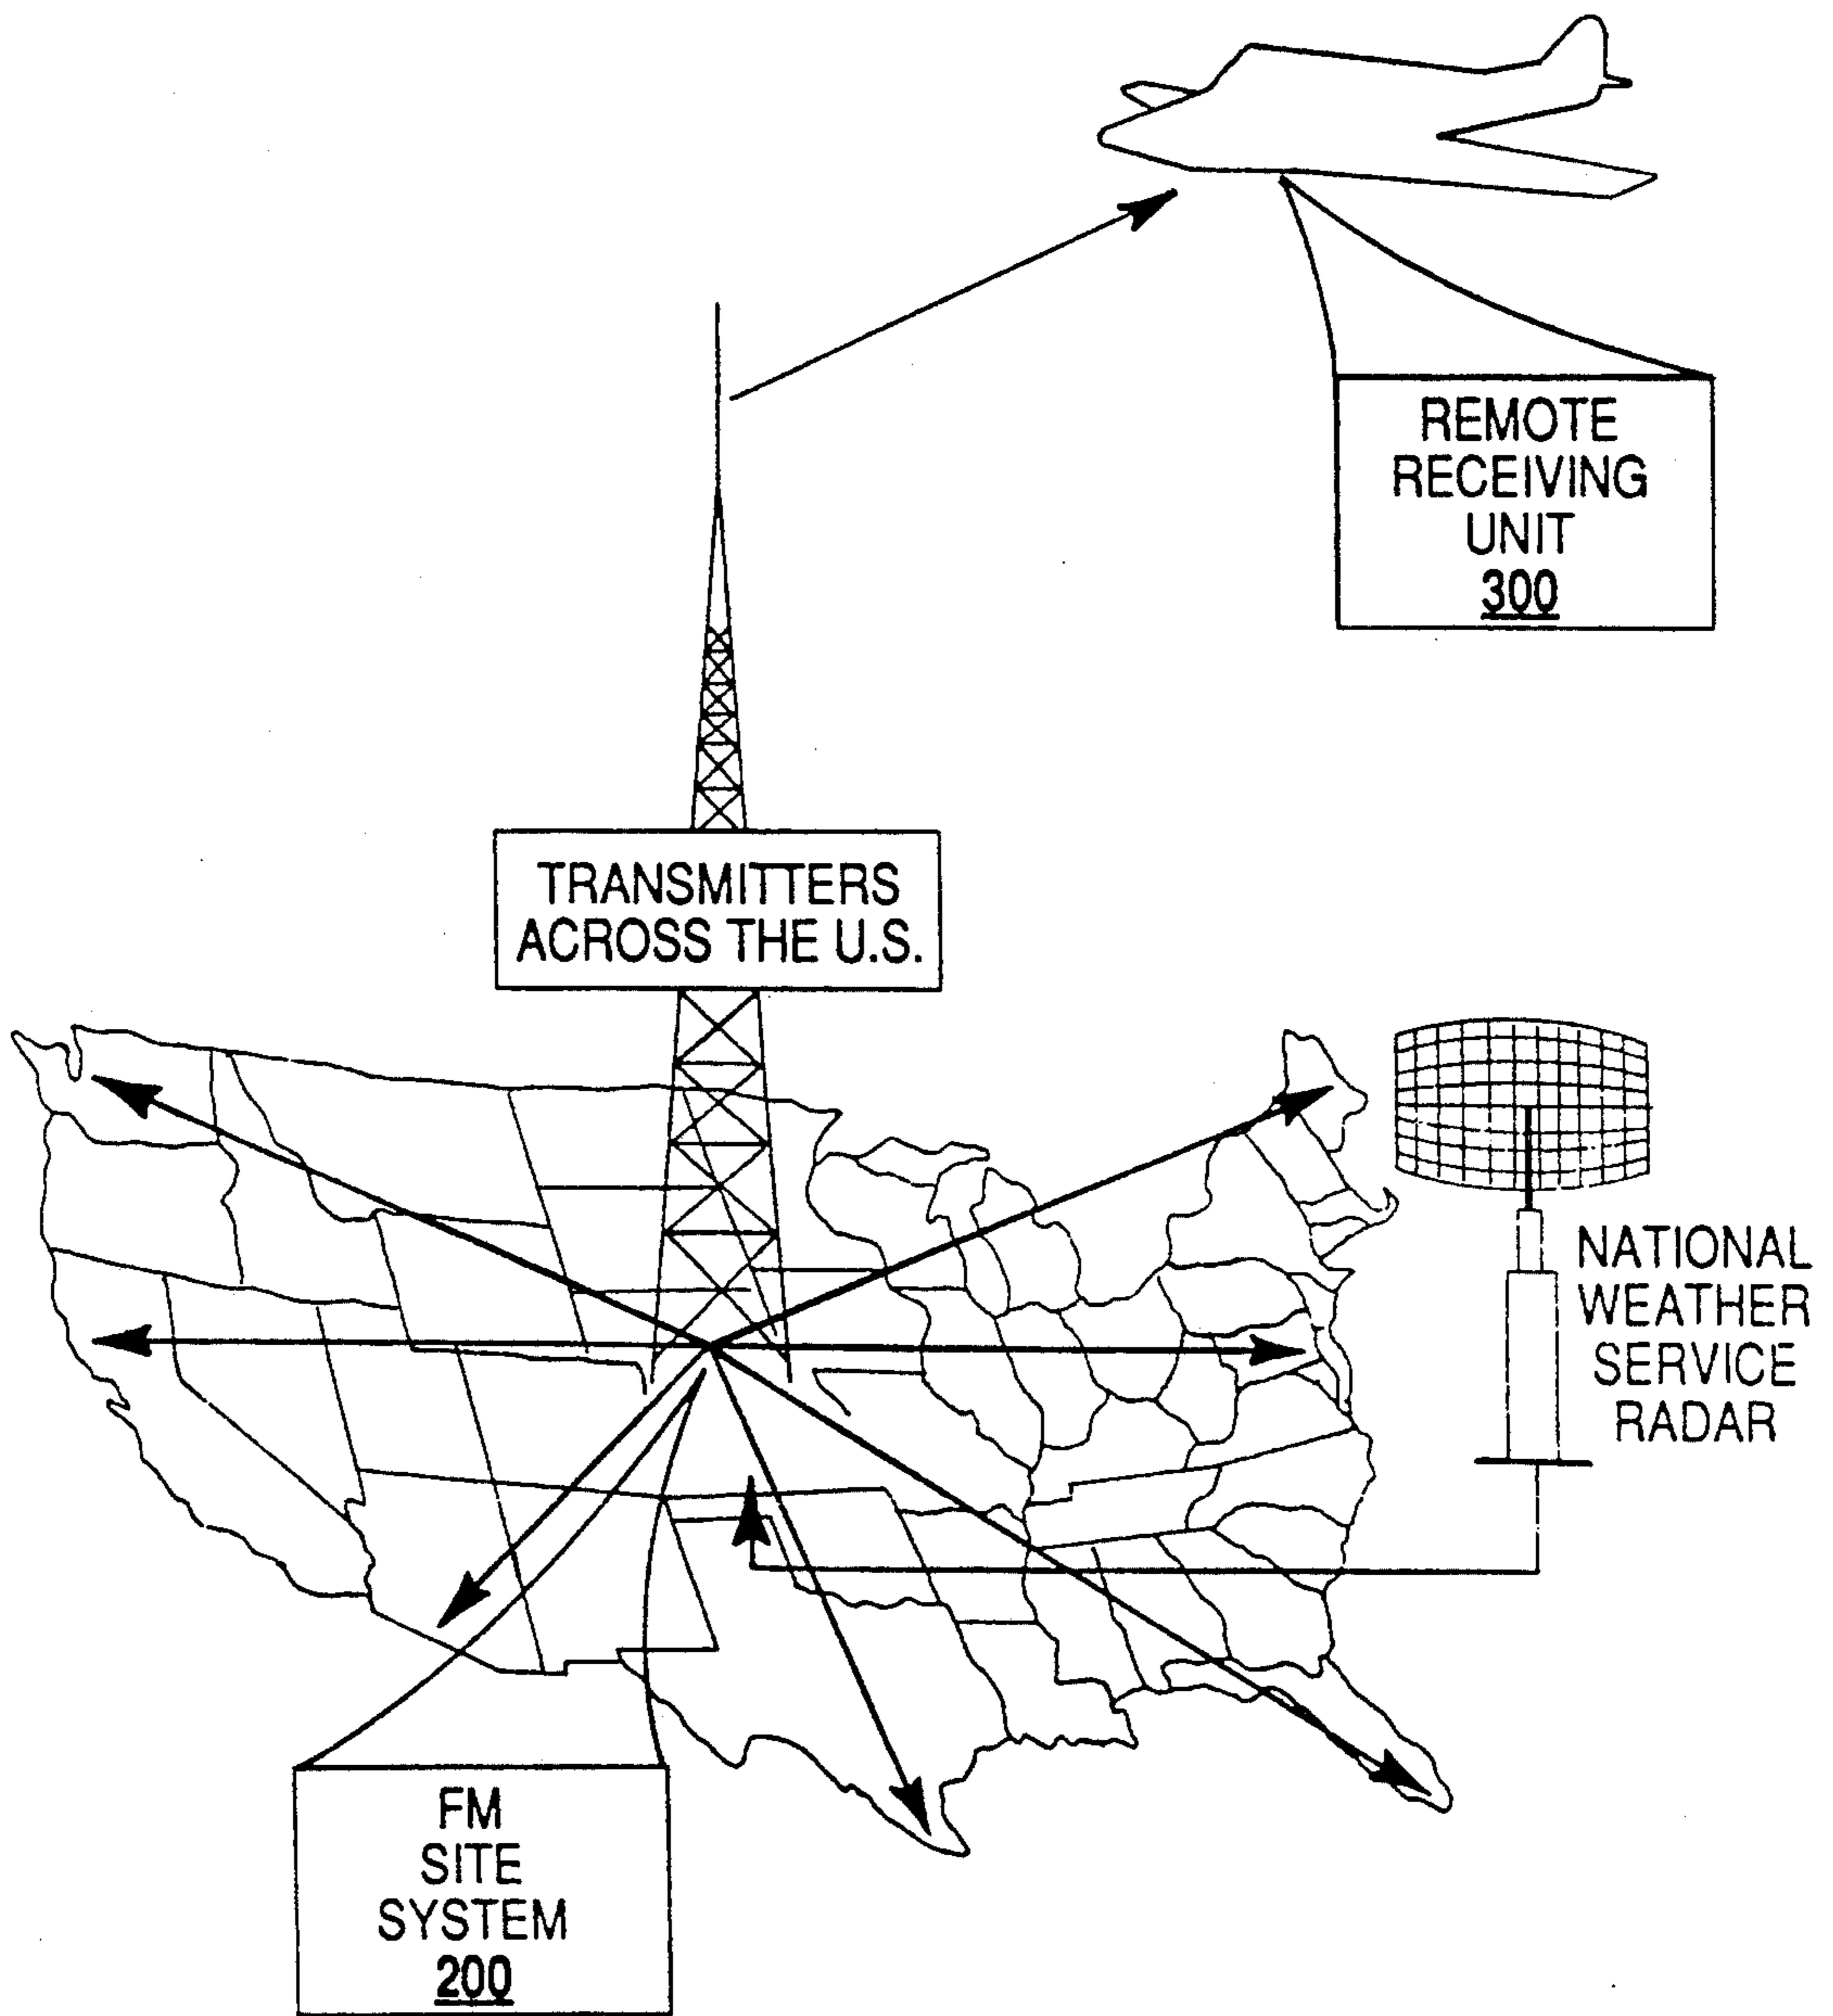 REMOTE
RECEIVING
UNIT
300
TRANSMITTERS
ACROSS THE U.S.
NATIONAL
WEATHER
SERVICE
RADAR
FM
SITE
SYSTEM
200